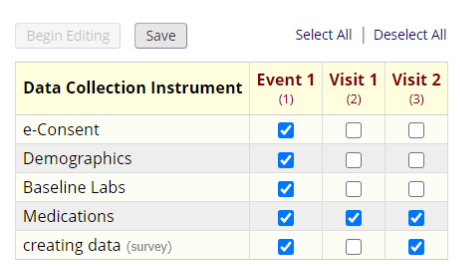 Begin Editing Save Select All | Deselect All
Data Collection Instrument Event 1 (1) Visit 1 (2) Visit 2 (3)
e-Consent
Demographics
Baseline Labs
Medications
creating data (survey)